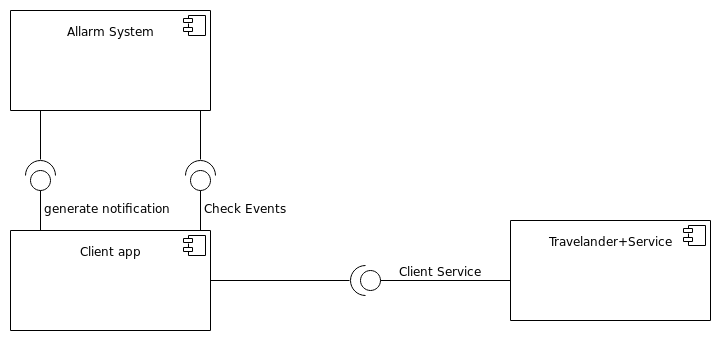 Allarm System
generate notification
Check Events
Client app
Travelander+Service
Client Service